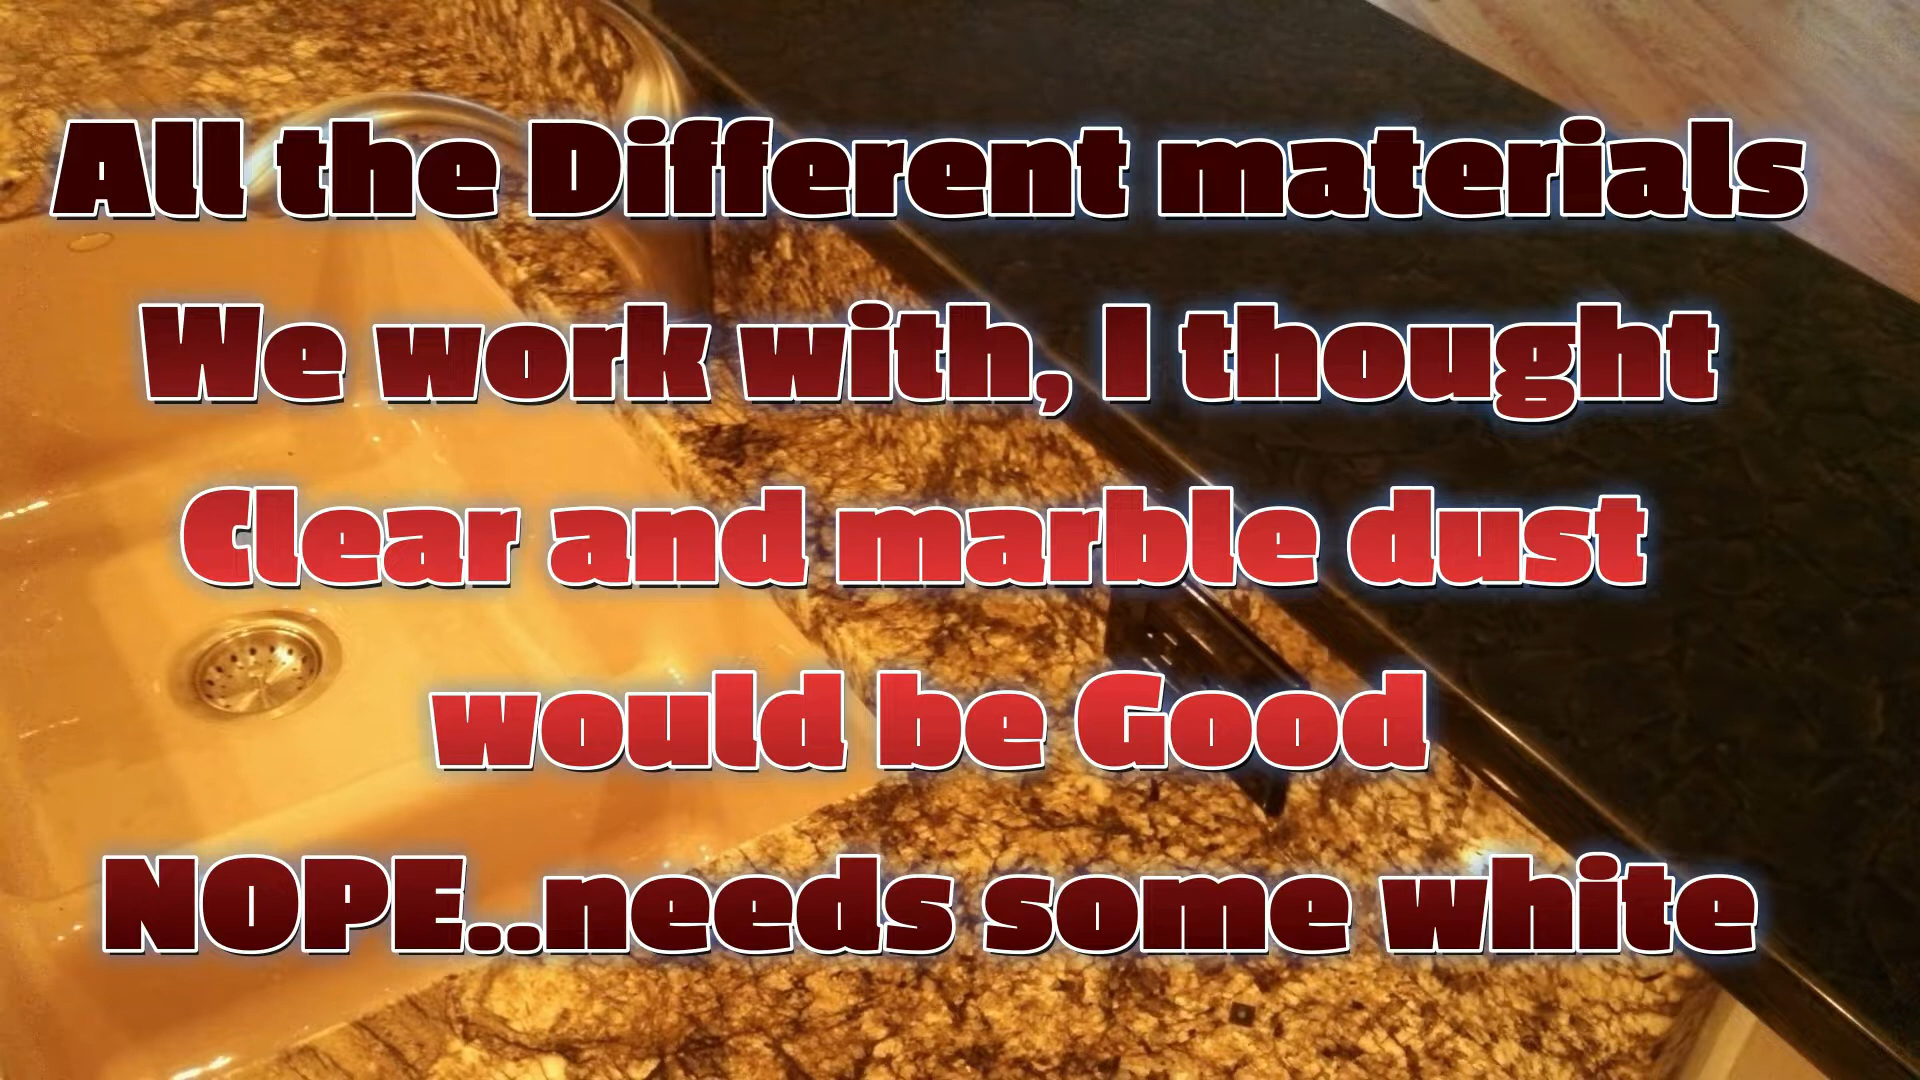 All the Different materials
We work with, I thought
Clear and marble dust
would be Good
NOPE..needs some white